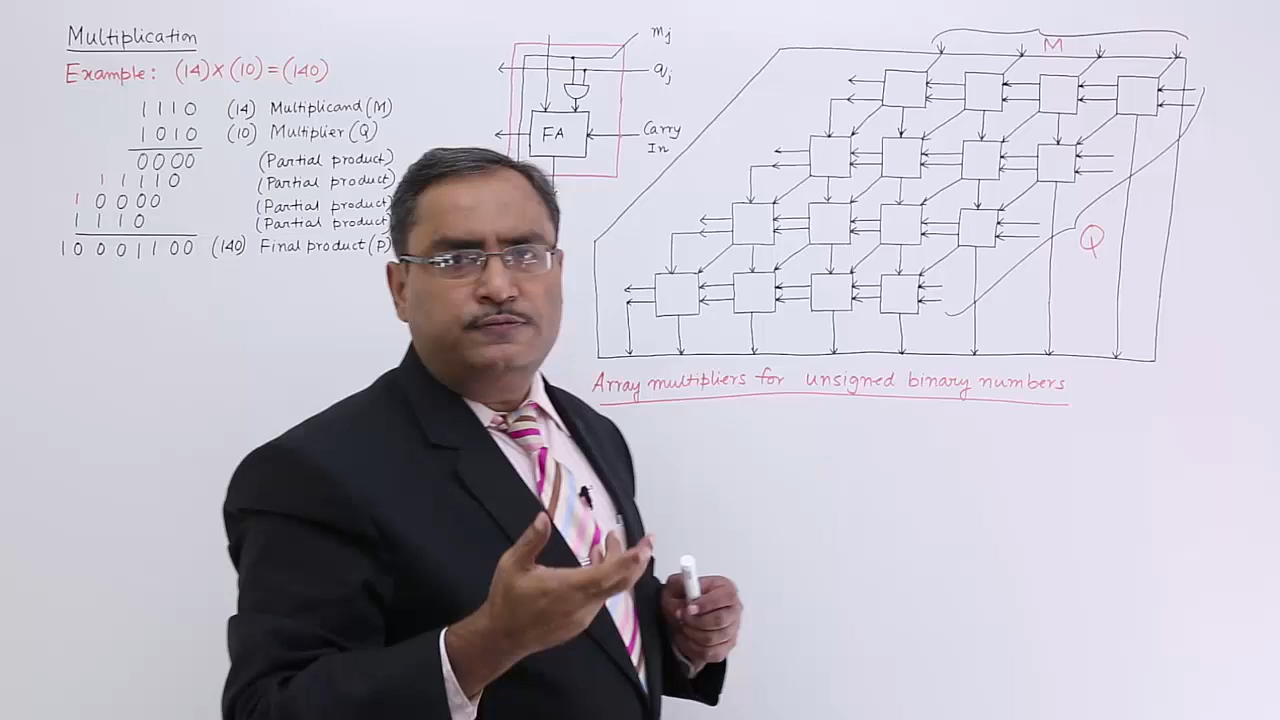 Multiplication
Example: (14) X (10) = (140)
1 1 1 0 (14) Multiplicand (M)
1 0 1 0 (10) Multiplier (Q)
0 0 0 0 (Partial product)
1 1 1 1 0 (Partial product)
1 0 0 0 0 (Partial product
1 1 1 0 (Partial product
1 0 0 0 1 1 0 0 (140) Final product (P)
mj
qj
FA
Carry
In
M
Q
Array multipliers for unsigned binary numbers